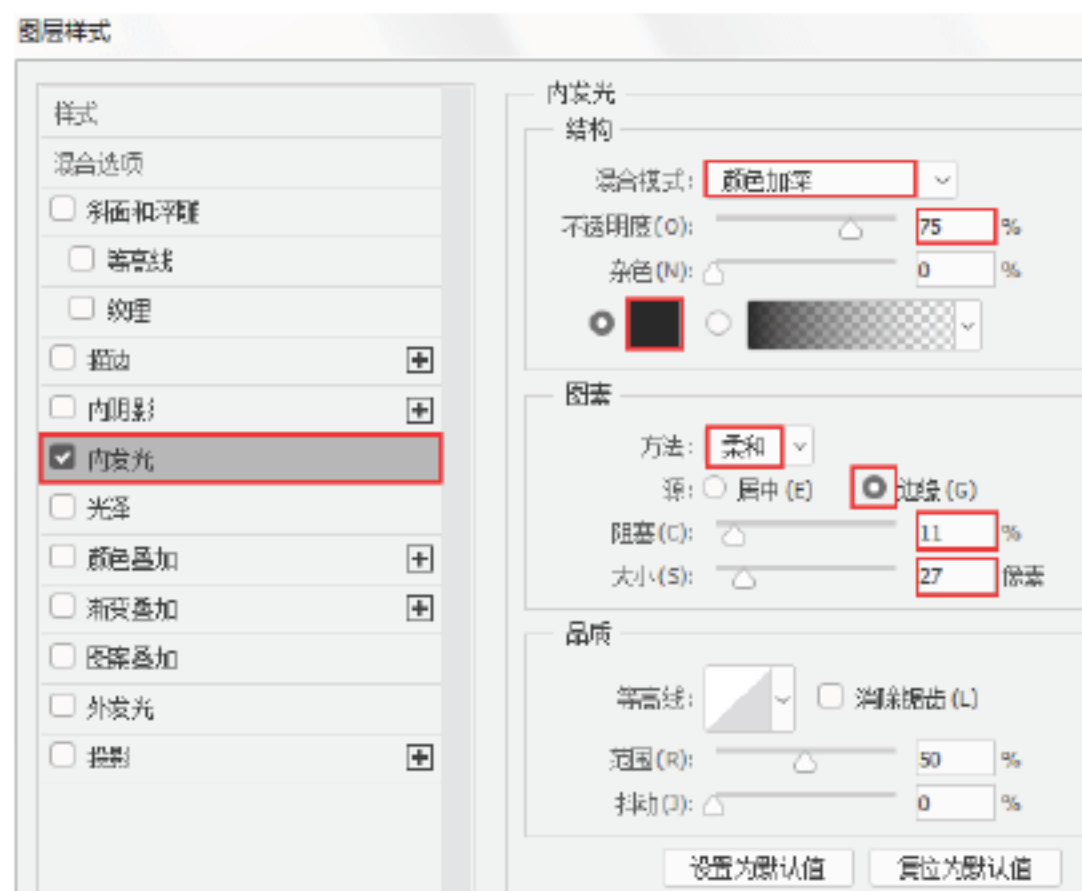 图层样式
样式
混合选项
斜面和浮雕
等高线
纹理
描边
内阴影
内发光
光泽
颜色叠加
渐变叠加
图案叠加
外发光
投影
内发光
结构
混合模式: 颜色加深
不透明度(O): 75 %
杂色(N): 0 %
图素
方法: 柔和
源: 居中(E) 边缘(G)
阻塞(C): 11 %
大小(S): 27 像素
品质
等高线: 消除锯齿(L)
范围(R): 50 %
抖动(J): 0 %
设置为默认值 复位为默认值